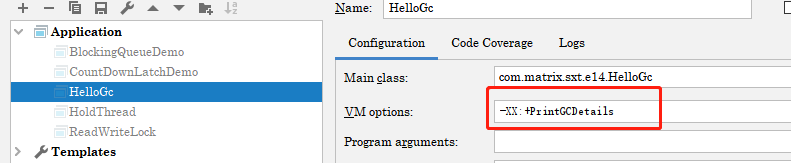 Name: HelloGc
Application
BlockingQueueDemo
CountDownLatchDemo
HelloGc
HoldThread
ReadWriteLock
Templates
Configuration Code Coverage Logs
Main class: com.matrix.sxt.e14.HelloGc
VM options: -XX:+PrintGCDetails
Program arguments: